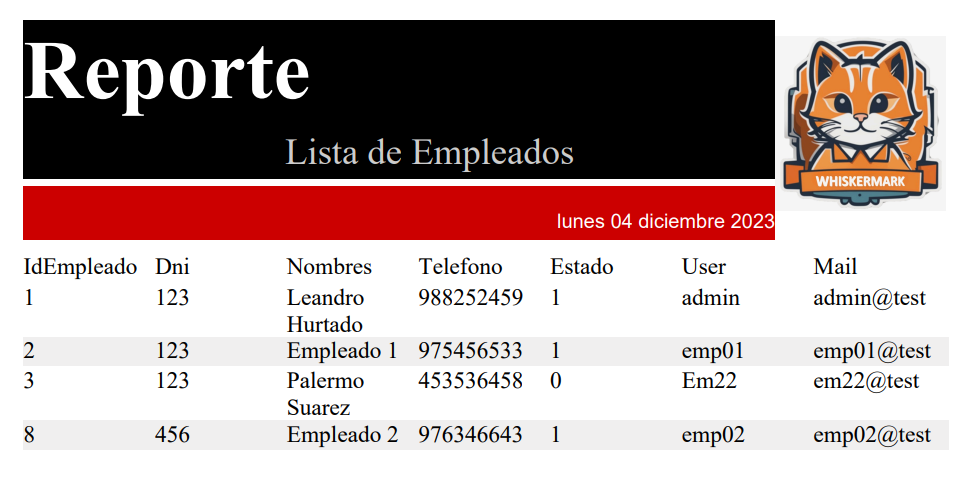 Reporte
Lista de Empleados
WHISKERMARK
lunes 04 diciembre 2023
IdEmpleado Dni Nombres Telefono Estado User Mail
1 123 Leandro 988252459 1 admin admin@test
Hurtado
2 123 Empleado 1 975456533 1 emp01 emp01@test
3 123 Palermo 453536458 0 Em22 em22@test
Suarez
8 456 Empleado 2 976346643 1 emp02 emp02@test